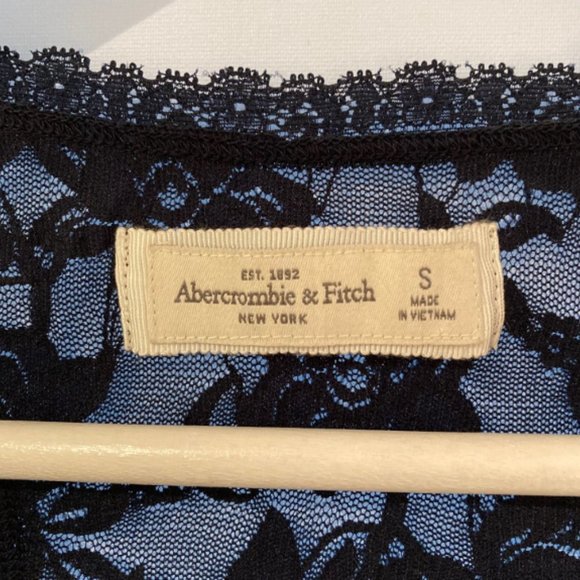 EST. 1892
Abercrombie & Fitch
NEW YORK
S
MADE
IN VIETNAM